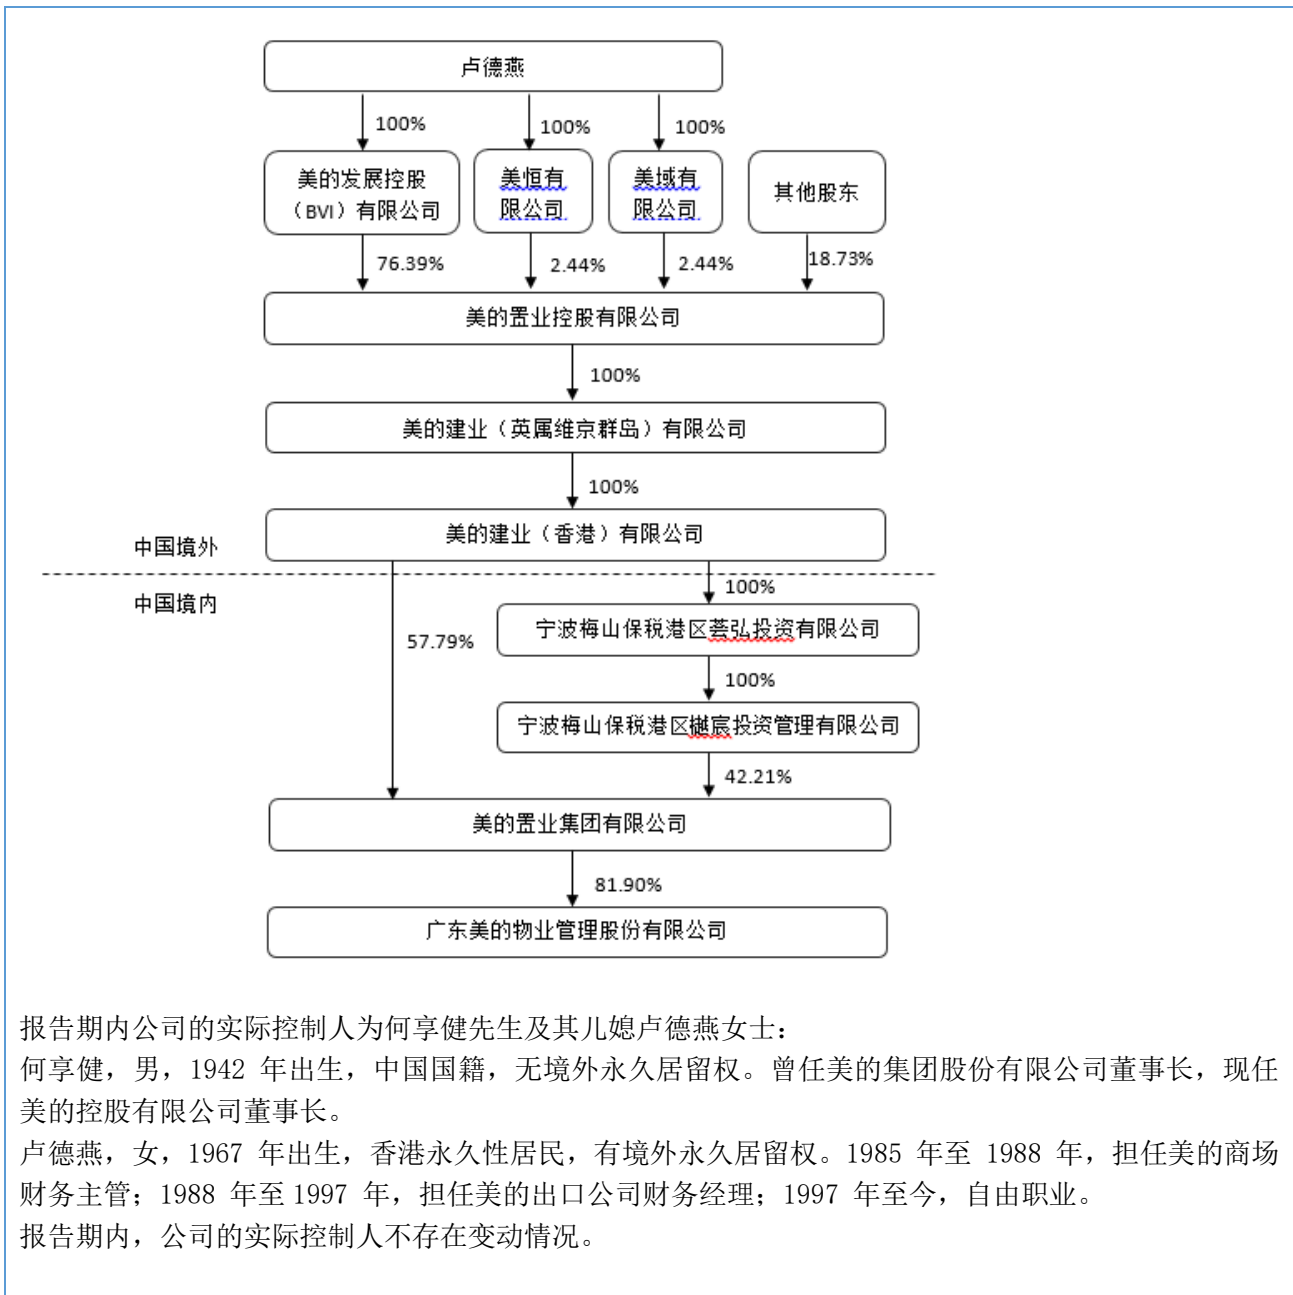 卢德燕
100%
100%
100%
美的发展控股
（BVI）有限公司
美恒有
限公司
美域有
限公司
其他股东
76.39%
2.44%
2.44%
18.73%
美的置业控股有限公司
100%
美的建业（英属维京群岛）有限公司
100%
美的建业（香港）有限公司
中国境外
中国境内
100%
57.79%
宁波梅山保税港区荟弘投资有限公司
100%
宁波梅山保税港区樾宸投资管理有限公司
42.21%
美的置业集团有限公司
81.90%
广东美的物业管理股份有限公司
报告期内公司的实际控制人为何享健先生及其儿媳卢德燕女士：
何享健，男，1942 年出生，中国国籍，无境外永久居留权。曾任美的集团股份有限公司董事长，现任
美的控股有限公司董事长。
卢德燕，女，1967 年出生，香港永久性居民，有境外永久居留权。1985 年至 1988 年，担任美的商场
财务主管；1988 年至 1997 年，担任美的出口公司财务经理；1997 年至今，自由职业。
报告期内，公司的实际控制人不存在变动情况。